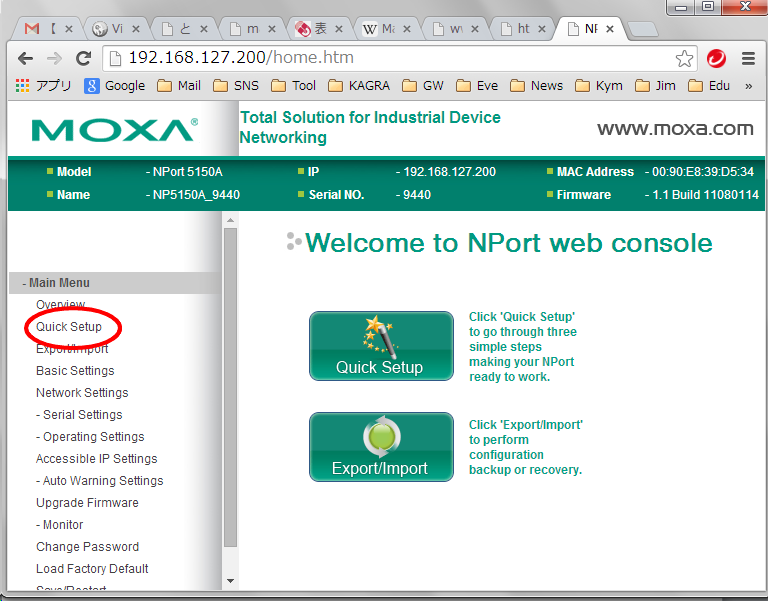 M 【 Vi と m 表 W Ma w ht NF
192.168.127.200/home.htm
アプリ Google Mail SNS Tool KAGRA GW Eve News Kym Jim Edu »
MOXA® Total Solution for Industrial Device
Networking
www.moxa.com
Model - NPort 5150A IP - 192.168.127.200 MAC Address - 00:90:E8:39:D5:34
Name - NP5150A_9440 Serial NO. - 9440 Firmware - 1.1 Build 11080114
Welcome to NPort web console
- Main Menu
Overview
Quick Setup
Export/Import
Basic Settings
Network Settings
- Serial Settings
- Operating Settings
Accessible IP Settings
- Auto Warning Settings
Upgrade Firmware
- Monitor
Change Password
Load Factory Default
Save/Restart
Quick Setup
Click 'Quick Setup'
to go through three
simple steps
making your NPort
ready to work.
Export/Import
Click 'Export/Import'
to perform
configuration
backup or recovery.